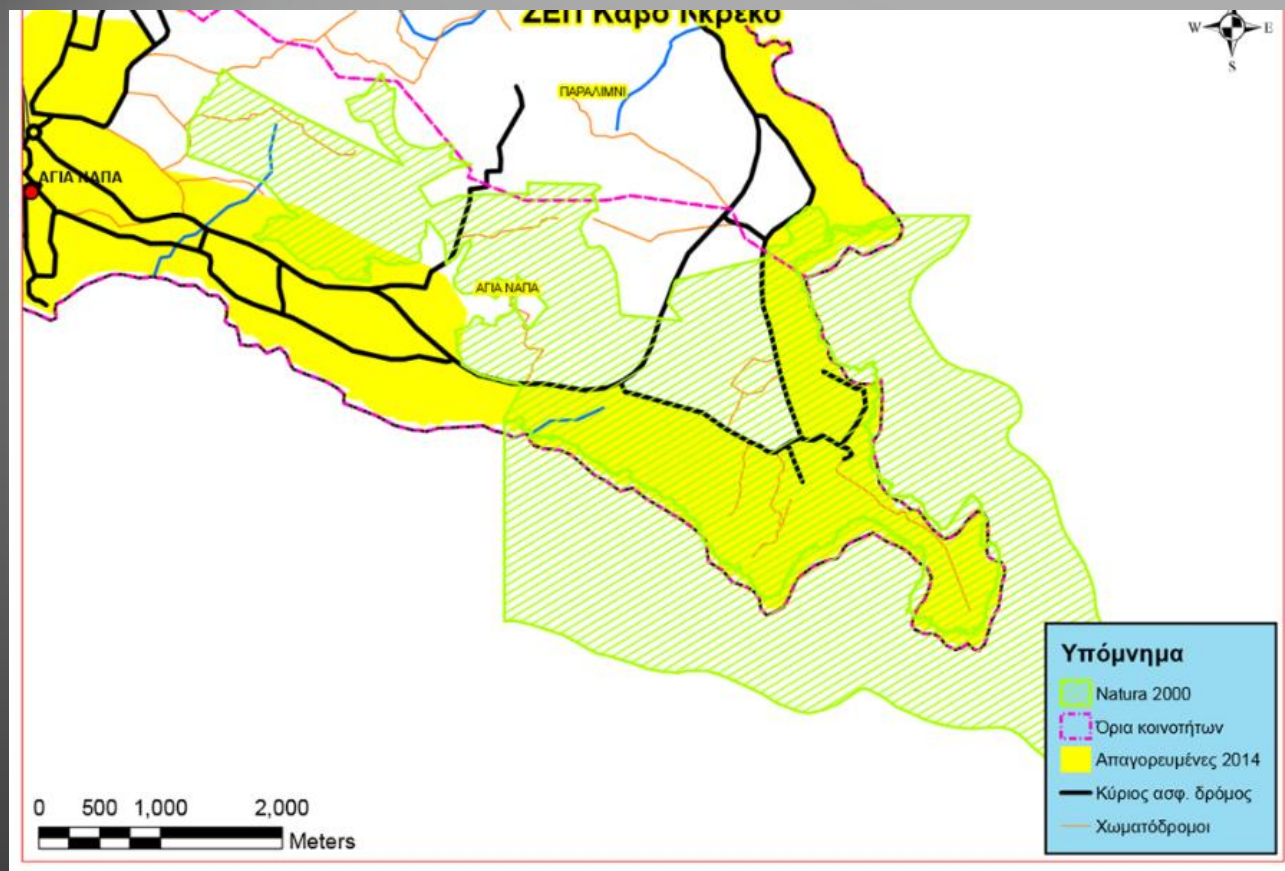 ΖΕΠ Κάβο Γκρέκο
W E
S
ΠΑΡΑΛΙΜΝΙ
ΑΓΙΑ ΝΑΠΑ
ΑΓΙΑ ΝΑΠΑ
Υπόμνημα
Natura 2000
Όρια κοινοτήτων
Απαγορευμένες 2014
Κύριος ασφ. δρόμος
Χωματόδρομοι
0 500 1,000 2,000
Meters